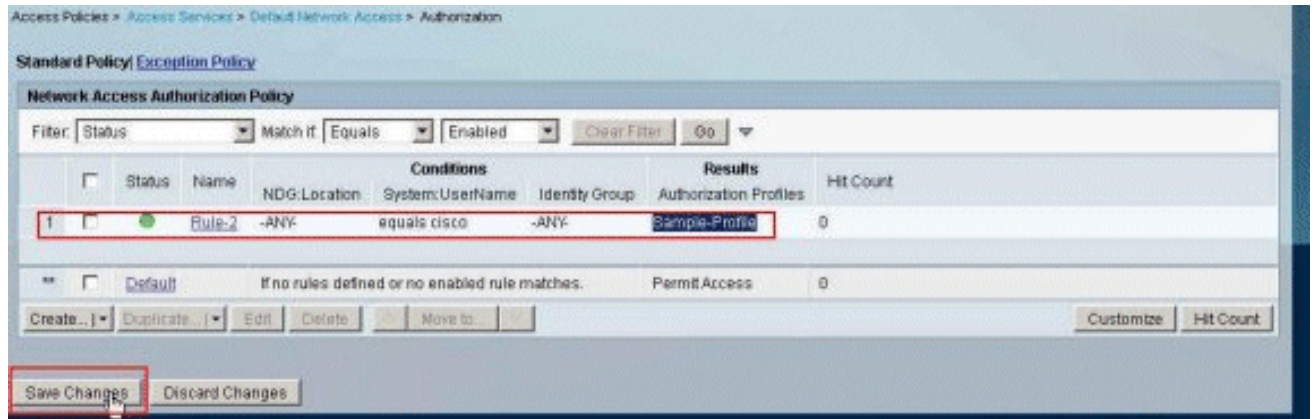 Access Policies > Access Services > Default Network Access > Authorization
Standard Policy| Exception Policy
Network Access Authorization Policy
Filter: Status Match if: Equals Enabled Clear Filter Go
Conditions Results
Status Name NDG:Location System:UserName Identity Group Authorization Profiles Hit Count
1 Rule-2 -ANY- equals cisco -ANY- Sample-Profile 0
** Default If no rules defined or no enabled rule matches. Permit Access 0
Create... | Duplicate... | Edit Delete Move to... Customize Hit Count
Save Changes Discard Changes